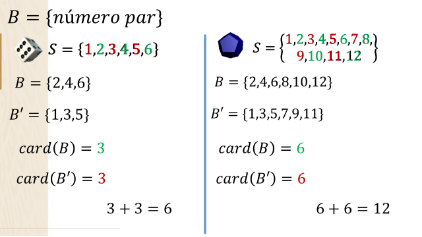 B = {número par}
S = {1,2,3,4,5,6}
B = {2,4,6}
B′ = {1,3,5}
card(B) = 3
card(B′) = 3
3 + 3 = 6
S = {1,2,3,4,5,6,7,8,
9,10,11,12}
B = {2,4,6,8,10,12}
B′ = {1,3,5,7,9,11}
card(B) = 6
card(B′) = 6
6 + 6 = 12